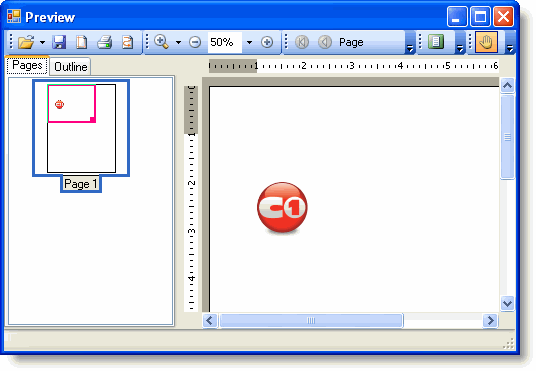 Preview
50% Page
Pages Outline
1 2 3 4 5 6
Page 1
1
2
3
4
C1